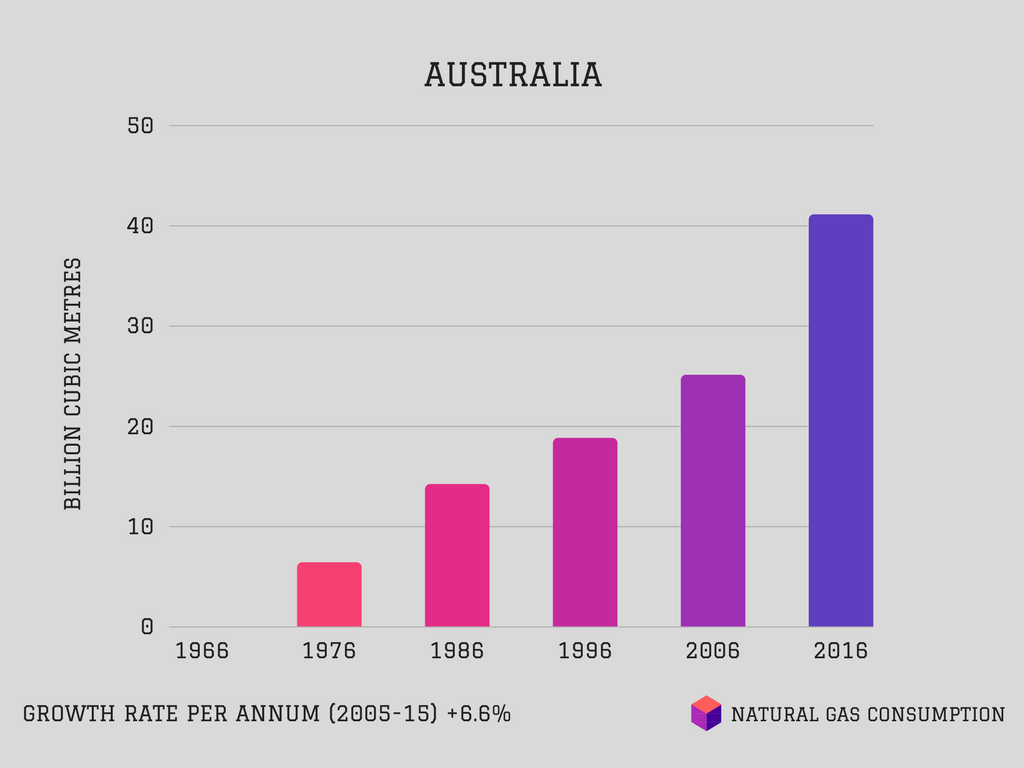 AUSTRALIA
50
40
30
20
10
0
BILLION CUBIC METRES
1966 1976 1986 1996 2006 2016
GROWTH RATE PER ANNUM (2005-15) +6.6%
NATURAL GAS CONSUMPTION